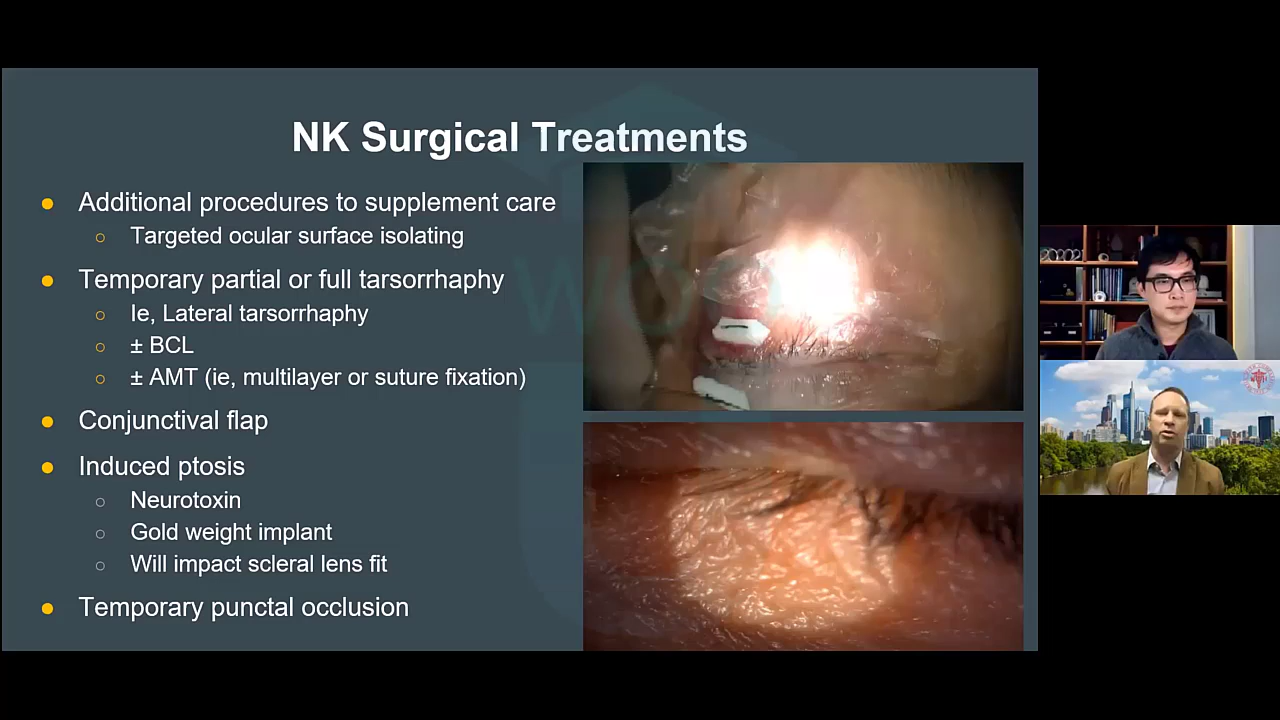 NK Surgical Treatments
Additional procedures to supplement care
Targeted ocular surface isolating
Temporary partial or full tarsorrhaphy
Ie, Lateral tarsorrhaphy
± BCL
± AMT (ie, multilayer or suture fixation)
Conjunctival flap
Induced ptosis
Neurotoxin
Gold weight implant
Will impact scleral lens fit
Temporary punctal occlusion